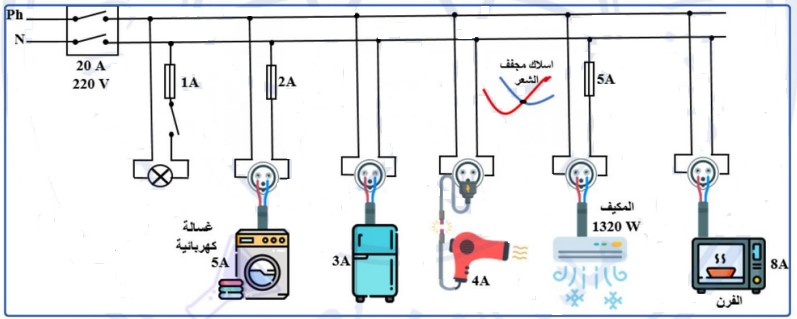 Ph
N
20 A
220 V
1A
2A
اسلاك مجفف
الشعر
5A
غسالة
كهربائية
5A
3A
4A
المكيف
1320 W
8A
الفرن